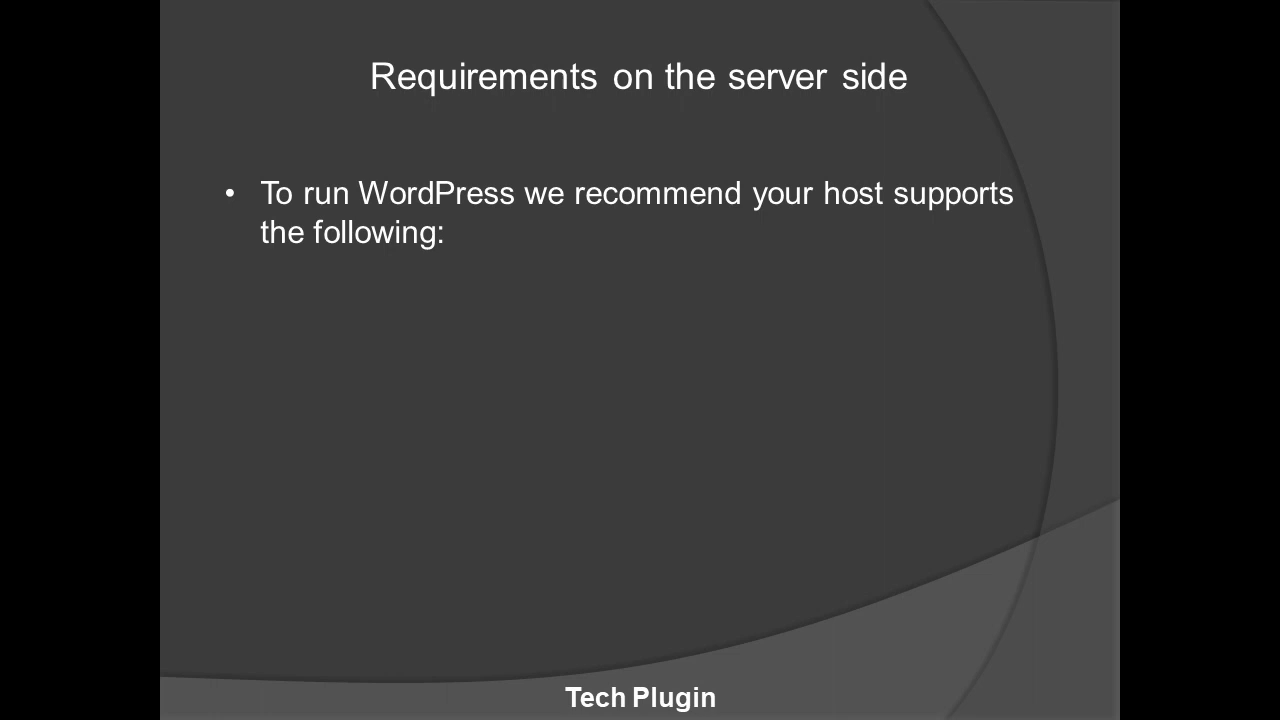 Requirements on the server side
• To run WordPress we recommend your host supports
the following:
Tech Plugin